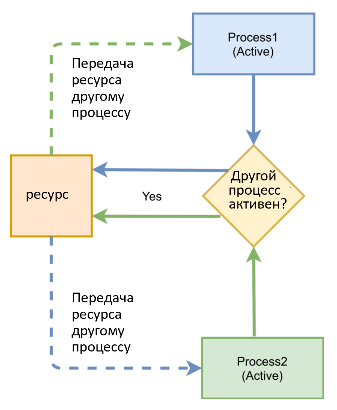 Process1
(Active)
Передача
ресурса
другому
процессу
Другой
процесс
активен?
ресурс
Yes
Передача
ресурса
другому
процессу
Process2
(Active)